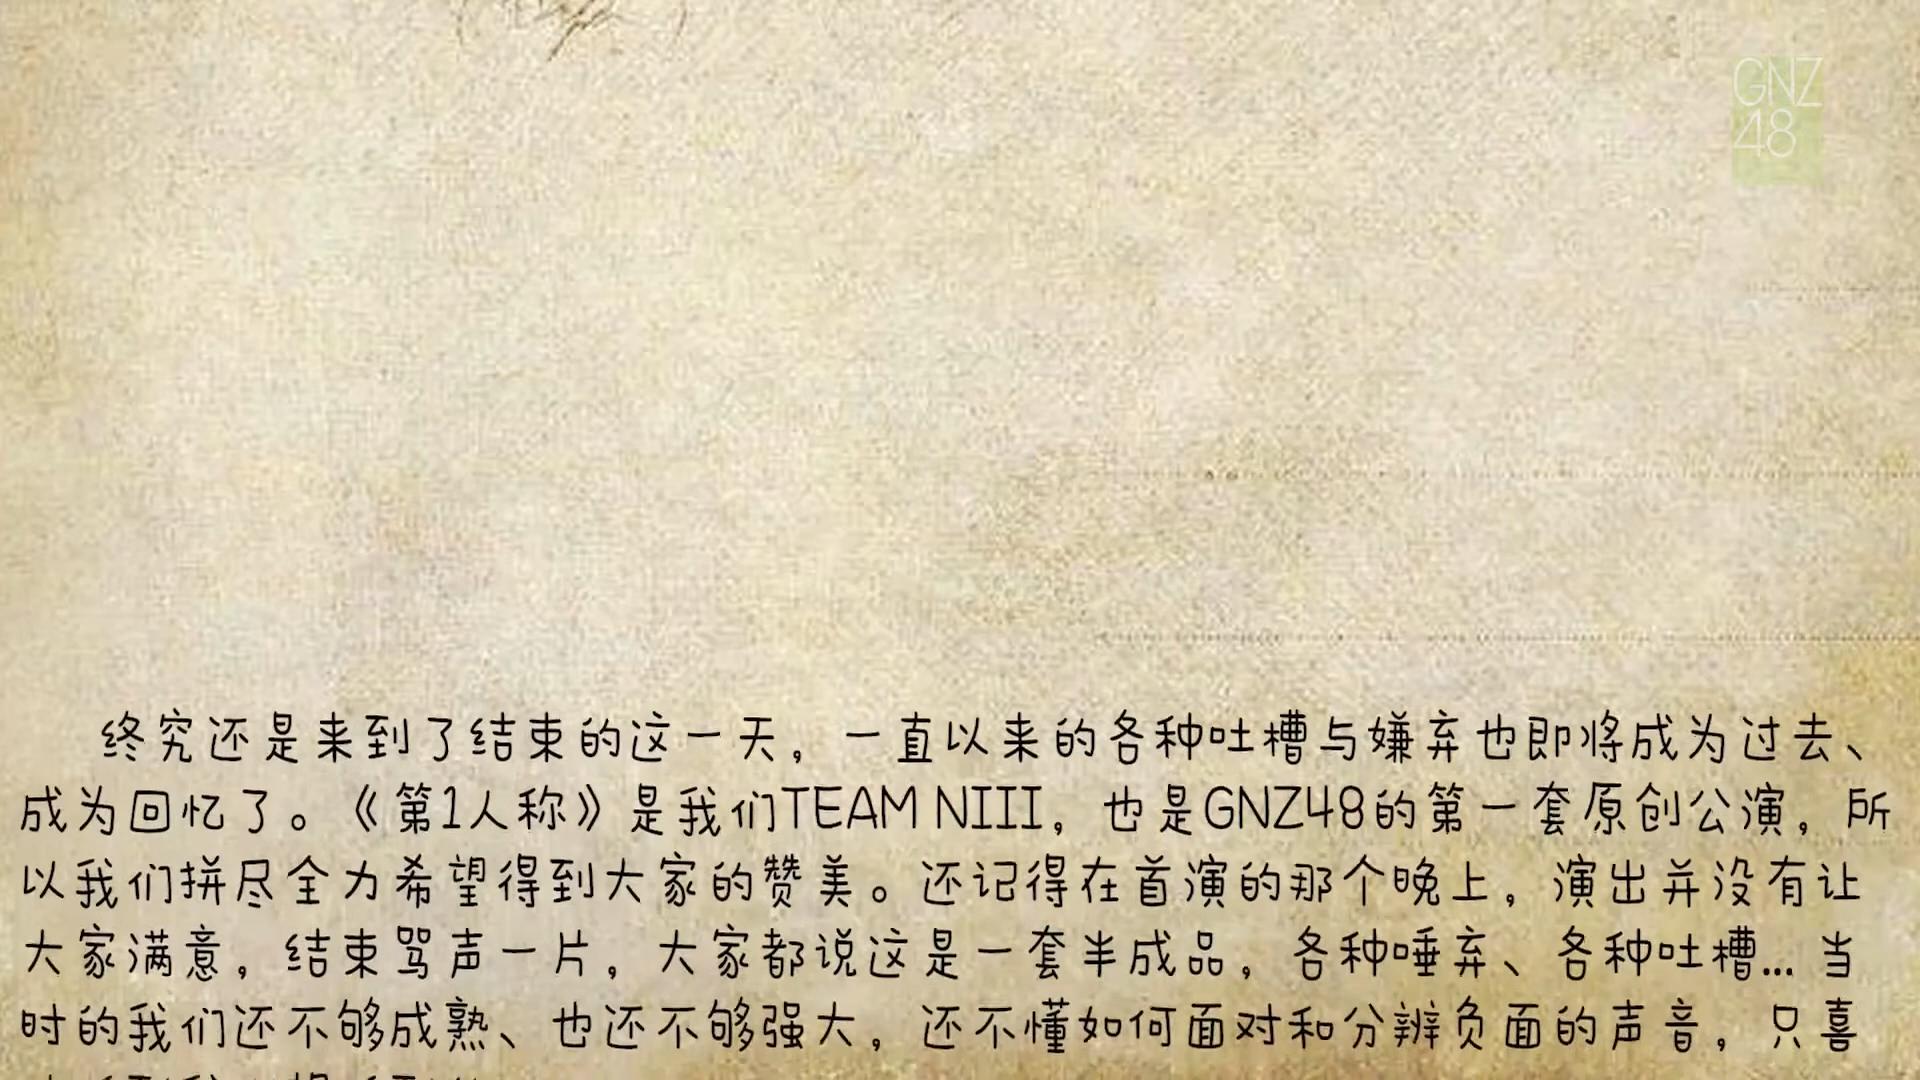 GNZ
48
终究还是来到了结束的这一天，一直以来的各种吐槽与嫌弃也即将成为过去、
成为回忆了。《第1人称》是我们TEAM NIII，也是GNZ48的第一套原创公演，所
以我们拼尽全力希望得到大家的赞美。还记得在首演的那个晚上，演出并没有让
大家满意，结束骂声一片，大家都说这是一套半成品，各种唾弃、各种吐槽... 当
时的我们还不够成熟、也还不够强大，还不懂如何面对和分辨负面的声音，只喜